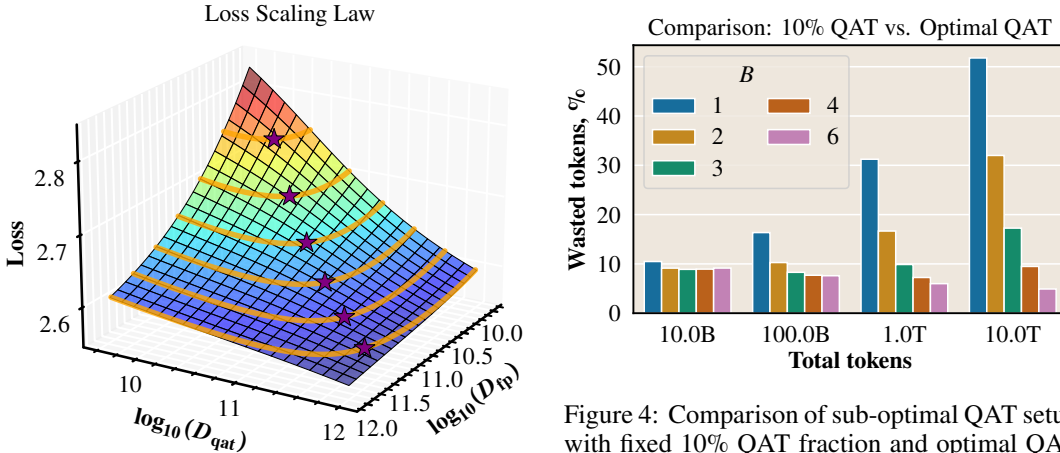 Loss Scaling Law
Loss
2.8
2.7
2.6
10
11
12
log10(Dqat)
12.0
11.5
11.0
10.5
10.0
log10(Dfp)
Comparison: 10% QAT vs. Optimal QAT
Wasted tokens, %
50
40
30
20
10
0
B
1
2
3
4
6
10.0B 100.0B 1.0T 10.0T
Total tokens
Figure 4: Comparison of sub-optimal QAT setu
with fixed 10% QAT fraction and optimal QA